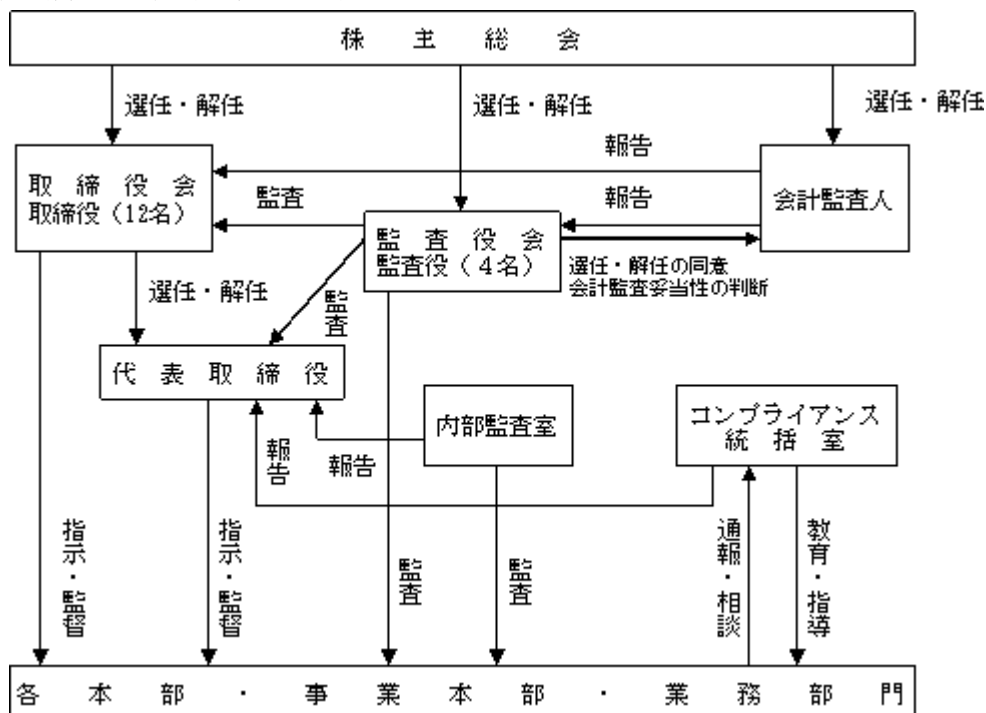 株主総会
選任・解任
選任・解任
選任・解任
報告
取締役会
取締役(12名)
監査
報告
会計監査人
監査役会
監査役(4名)
選任・解任の同意
会計監査妥当性の判断
選任・解任
監査
代表取締役
内部監査室
コンプライアンス
統括室
報告
報告
指示・監督
指示・監督
監査
監査
通報・相談
教育・指導
各本部・事業本部・業務部門